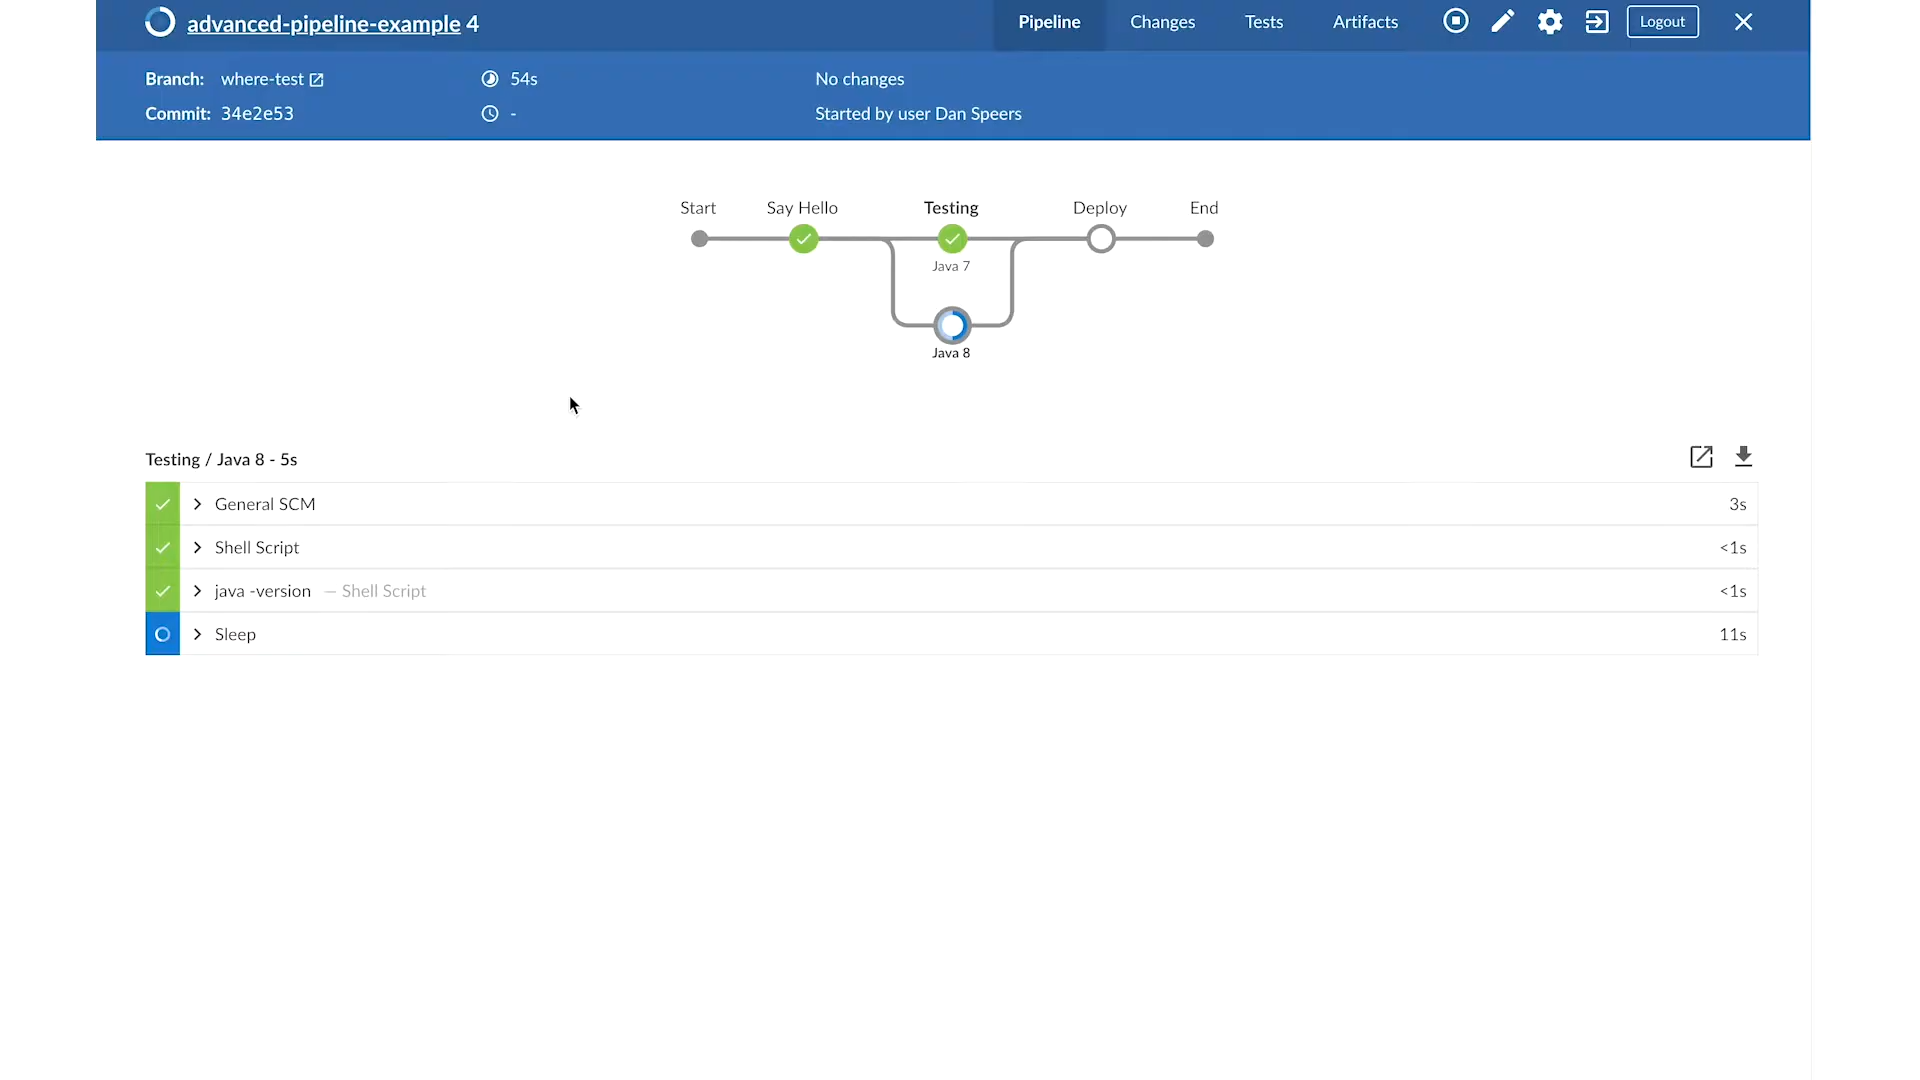 advanced-pipeline-example 4
Pipeline
Changes
Tests
Artifacts
Logout
Branch: where-test
54s
No changes
Commit: 34e2e53
-
Started by user Dan Speers
Start
Say Hello
Testing
Deploy
End
Java 7
Java 8
Testing / Java 8 - 5s
General SCM
3s
Shell Script
<1s
java -version — Shell Script
<1s
Sleep
11s